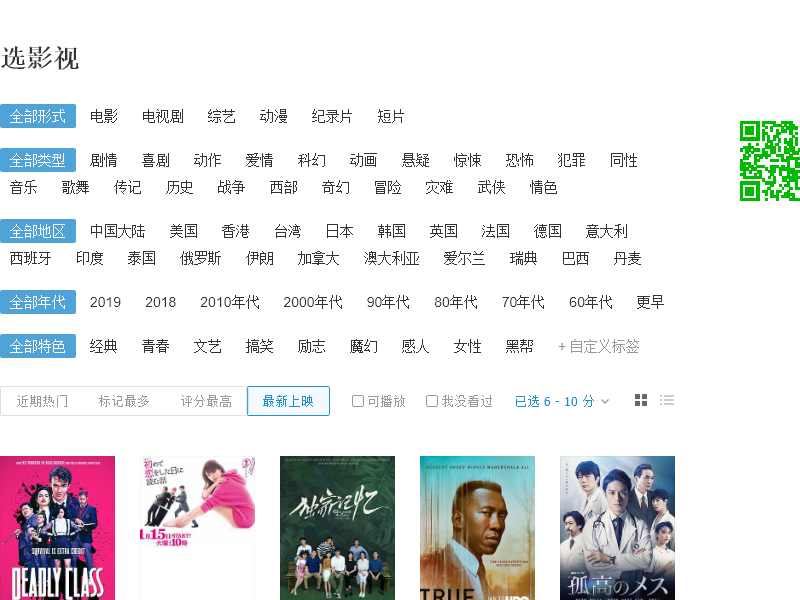 选影视
全部形式 电影 电视剧 综艺 动漫 纪录片 短片
全部类型 剧情 喜剧 动作 爱情 科幻 动画 悬疑 惊悚 恐怖 犯罪 同性
音乐 歌舞 传记 历史 战争 西部 奇幻 冒险 灾难 武侠 情色
全部地区 中国大陆 美国 香港 台湾 日本 韩国 英国 法国 德国 意大利
西班牙 印度 泰国 俄罗斯 伊朗 加拿大 澳大利亚 爱尔兰 瑞典 巴西 丹麦
全部年代 2019 2018 2010年代 2000年代 90年代 80年代 70年代 60年代 更早
全部特色 经典 青春 文艺 搞笑 励志 魔幻 感人 女性 黑帮 + 自定义标签
近期热门 标记最多 评分最高 最新上映 可播放 我没看过 已选 6 - 10 分
SURVIVAL IS EXTRA CREDIT
DEADLY CLASS
初めて
恋をした日に
読む話
1月15日START!
火曜よる10時
独家记忆
ACADEMY AWARD WINNER MAHERSHALA ALI
TRUE
HBO
孤高のメス